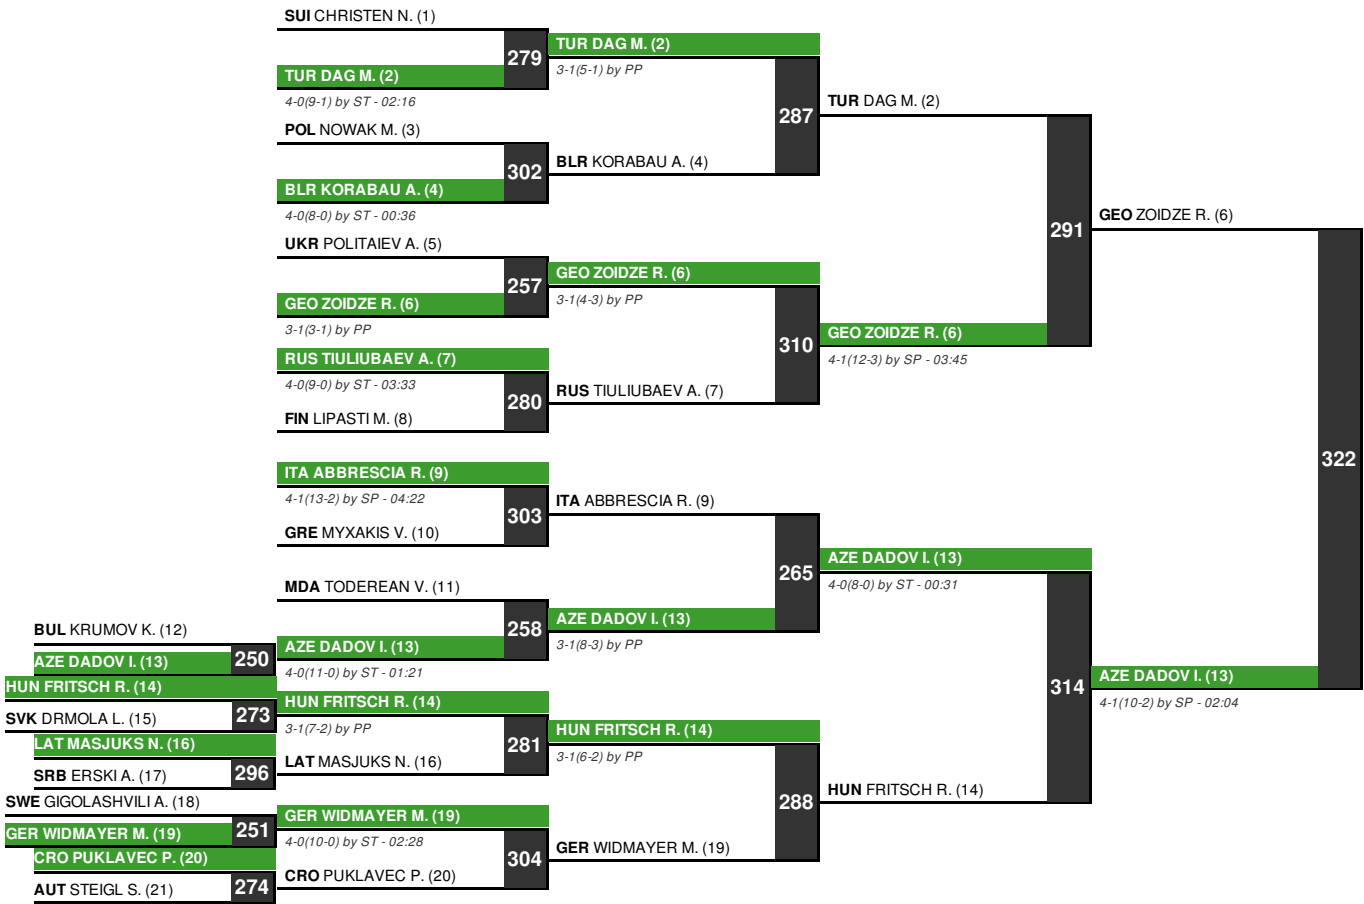 SUI CHRISTEN N. (1)
279
TUR DAG M. (2)
4-0(9-1) by ST - 02:16
POL NOWAK M. (3)
302
BLR KORABAU A. (4)
4-0(8-0) by ST - 00:36
UKR POLITAIEV A. (5)
257
GEO ZOIDZE R. (6)
3-1(3-1) by PP
RUS TIULIUBAEV A. (7)
4-0(9-0) by ST - 03:33
280
FIN LIPASTI M. (8)
ITA ABBRESCIA R. (9)
4-1(13-2) by SP - 04:22
303
GRE MYXAKIS V. (10)
MDA TODEREAN V. (11)
258
BUL KRUMOV K. (12)
250
AZE DADOV I. (13)
AZE DADOV I. (13)
4-0(11-0) by ST - 01:21
HUN FRITSCH R. (14)
273
SVK DRMOLA L. (15)
HUN FRITSCH R. (14)
3-1(7-2) by PP
281
LAT MASJUKS N. (16)
LAT MASJUKS N. (16)
296
SRB ERSKI A. (17)
SWE GIGOLASHVILI A. (18)
251
GER WIDMAYER M. (19)
GER WIDMAYER M. (19)
4-0(10-0) by ST - 02:28
304
CRO PUKLAVEC P. (20)
CRO PUKLAVEC P. (20)
274
AUT STEIGL S. (21)
TUR DAG M. (2)
3-1(5-1) by PP
287
BLR KORABAU A. (4)
GEO ZOIDZE R. (6)
3-1(4-3) by PP
310
RUS TIULIUBAEV A. (7)
ITA ABBRESCIA R. (9)
265
AZE DADOV I. (13)
3-1(8-3) by PP
HUN FRITSCH R. (14)
3-1(6-2) by PP
288
GER WIDMAYER M. (19)
TUR DAG M. (2)
291
GEO ZOIDZE R. (6)
4-1(12-3) by SP - 03:45
AZE DADOV I. (13)
4-0(8-0) by ST - 00:31
314
HUN FRITSCH R. (14)
GEO ZOIDZE R. (6)
322
AZE DADOV I. (13)
4-1(10-2) by SP - 02:04